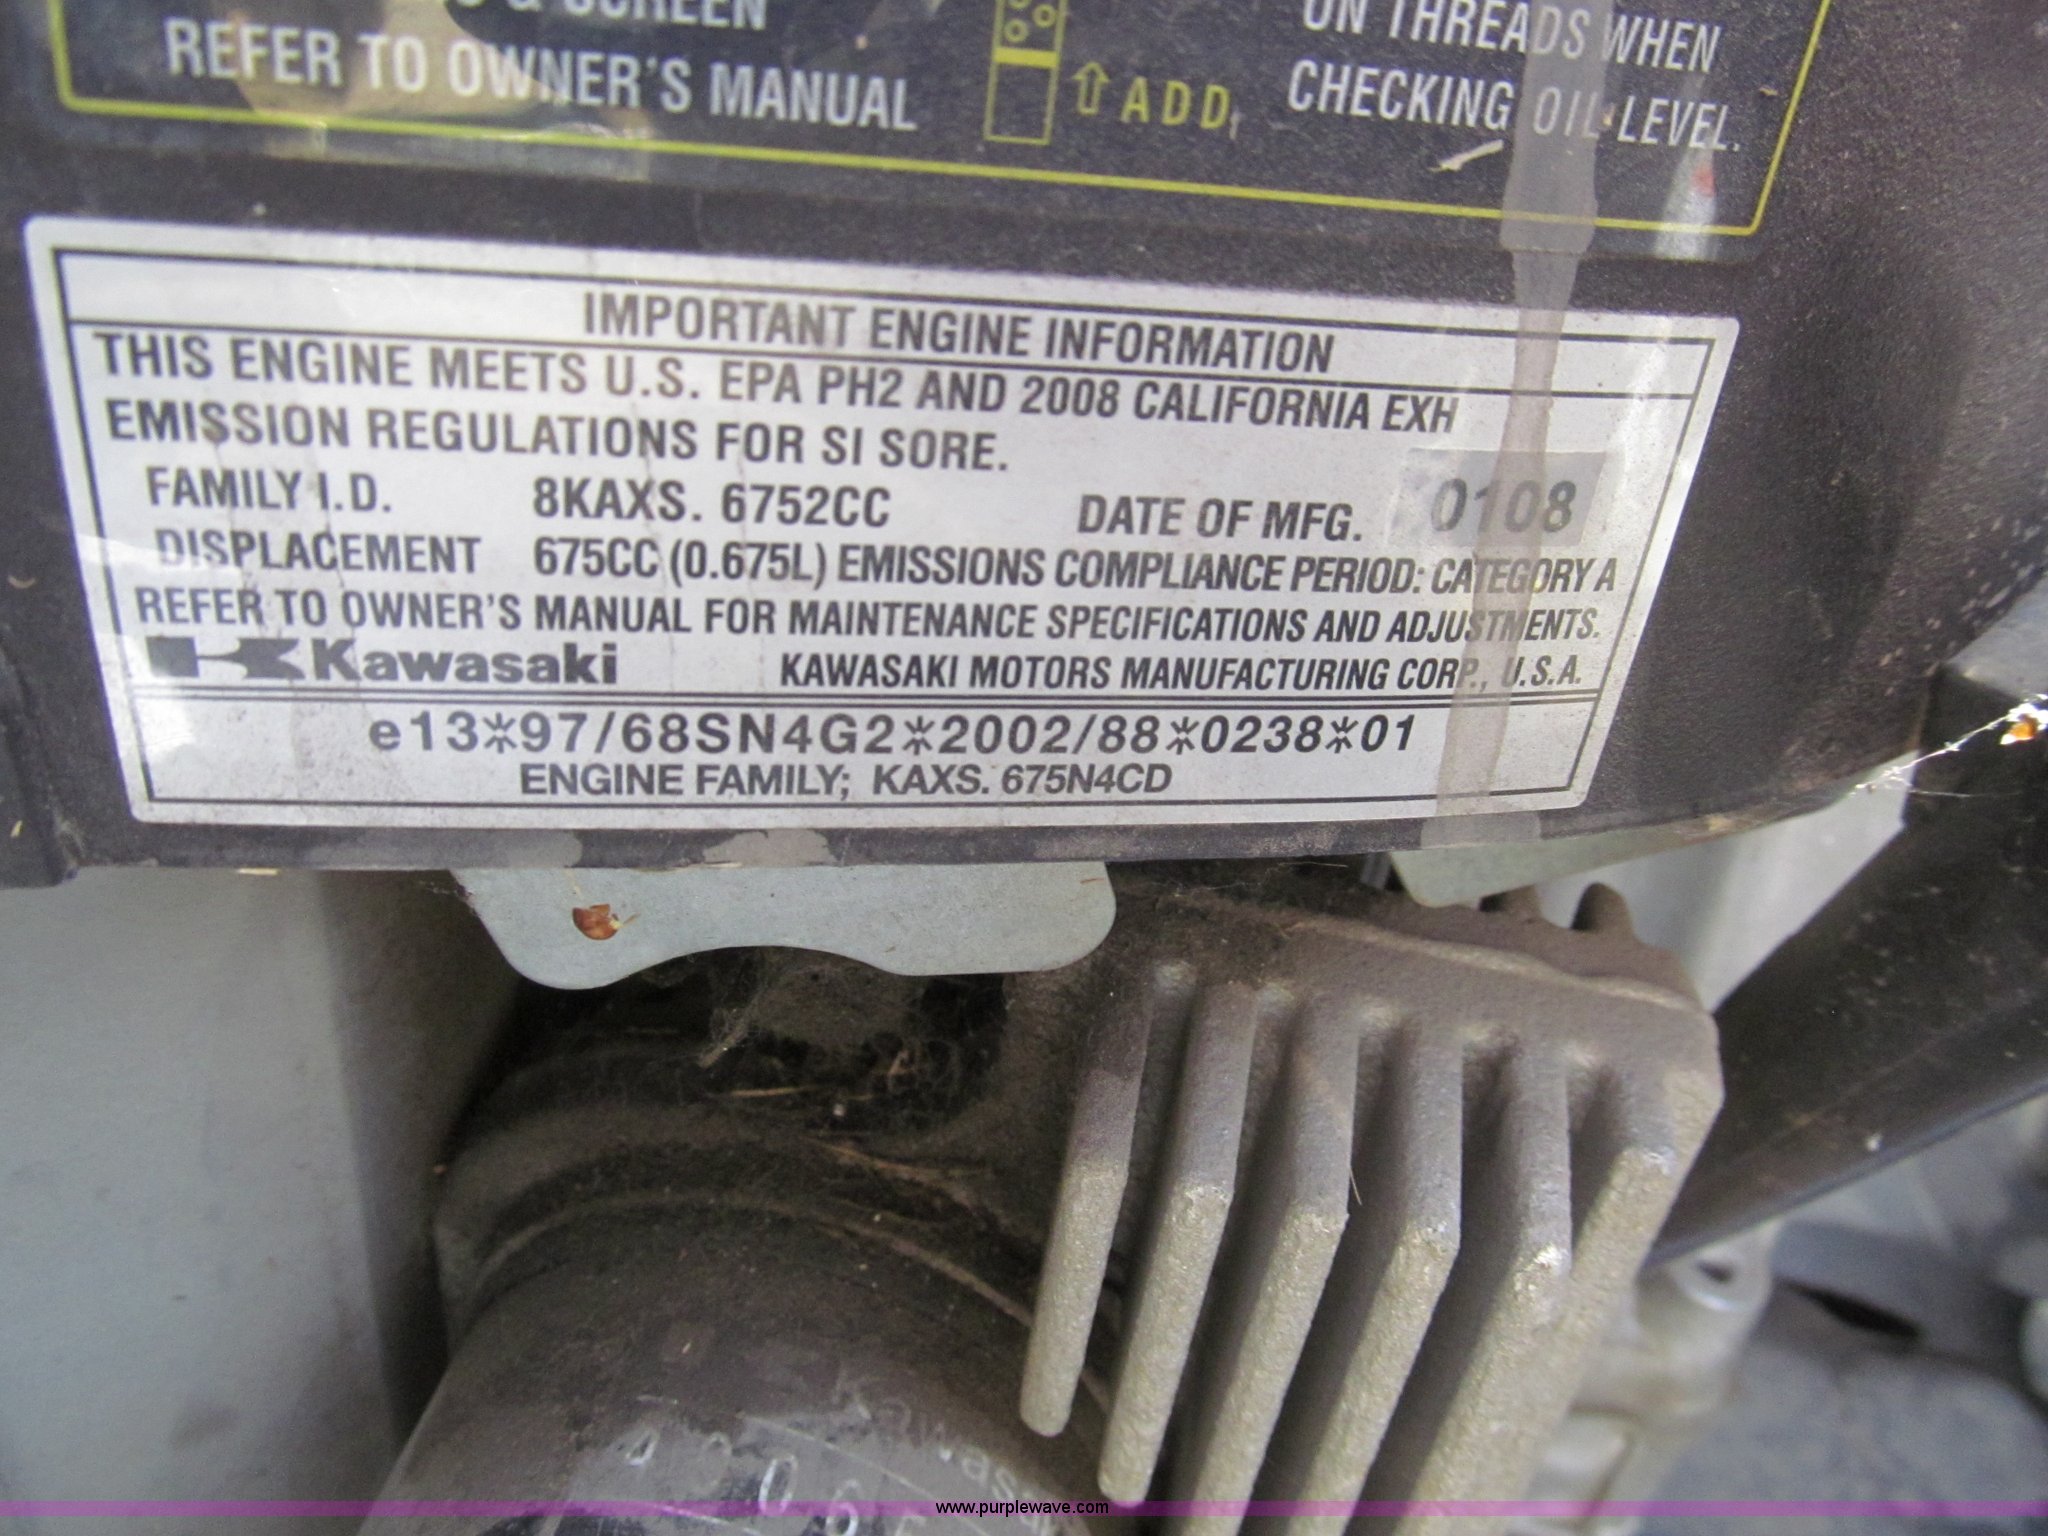 & SCREEN
REFER TO OWNER'S MANUAL
ADD
ON THREADS WHEN
CHECKING OIL LEVEL.
IMPORTANT ENGINE INFORMATION
THIS ENGINE MEETS U.S. EPA PH2 AND 2008 CALIFORNIA EXH
EMISSION REGULATIONS FOR SI SORE.
FAMILY I.D. 8KAXS. 6752CC DATE OF MFG. 0108
DISPLACEMENT 675CC (0.675L) EMISSIONS COMPLIANCE PERIOD: CATEGORY A
REFER TO OWNER'S MANUAL FOR MAINTENANCE SPECIFICATIONS AND ADJUSTMENTS.
Kawasaki KAWASAKI MOTORS MANUFACTURING CORP., U.S.A.
e13*97/68SN4G2*2002/88*0238*01
ENGINE FAMILY; KAXS. 675N4CD
www.purplewave.com